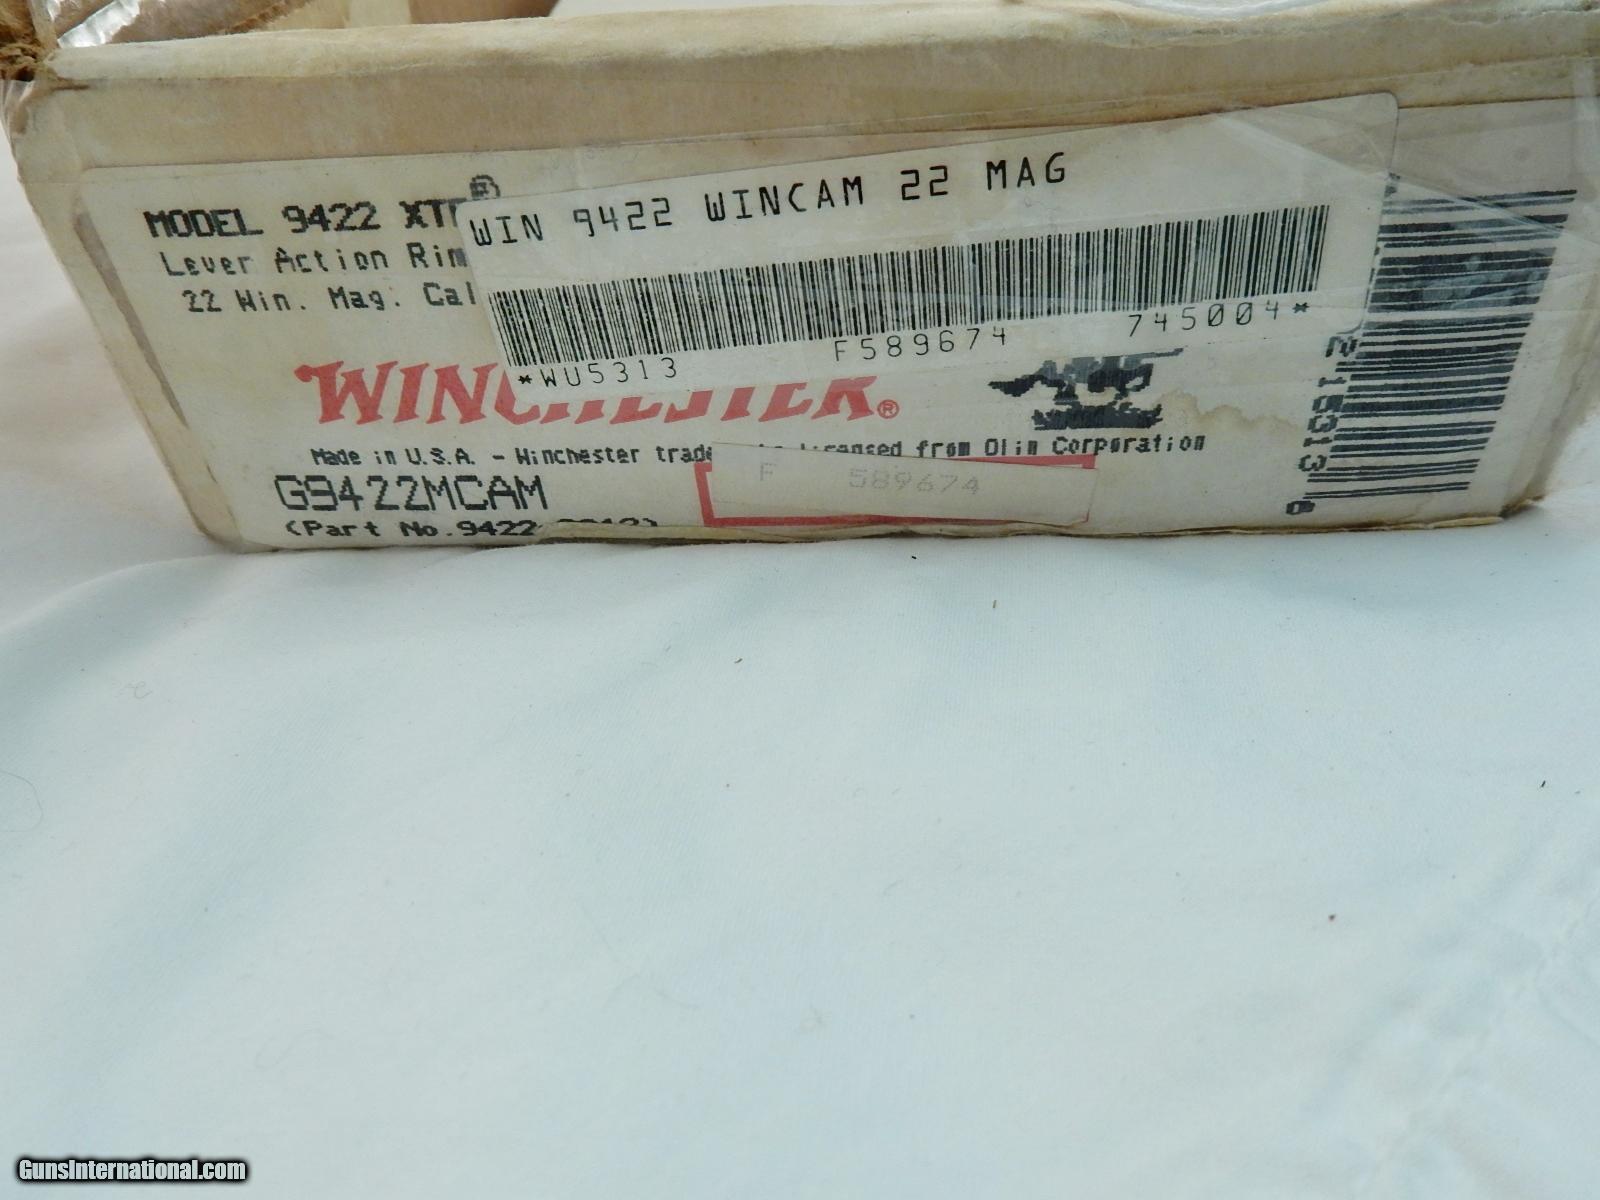 MODEL 9422 XTR®
Lever Action Rim
22 Win. Mag. Cal
WIN 9422 WINCAM 22 MAG
*WU5313 F589674 745004*
WINCHESTER®
Made in U.S.A. - Winchester trade licensed from Olin Corporation
G9422MCAM
F 589674
(Part No. 9422
GunsInternational.com